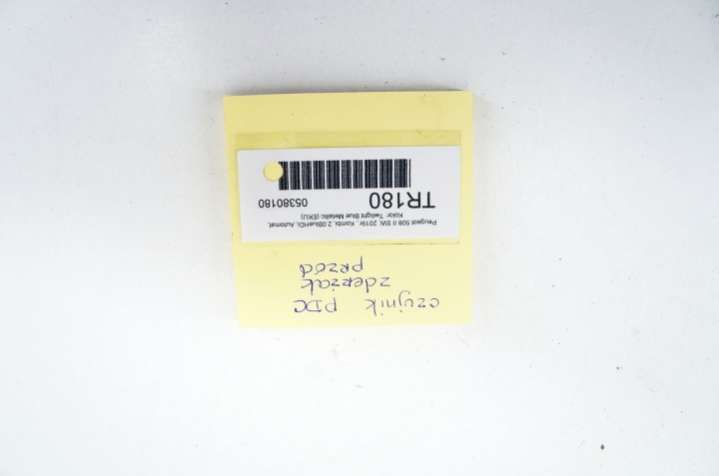 czujnik PDC
zderzak
przód
Peugeot 508 II SW, 2019r., Kombi, 2.0BlueHDi, Automat,
Kolor: Twilight Blue Metallic (EKU)
TR180 05380180